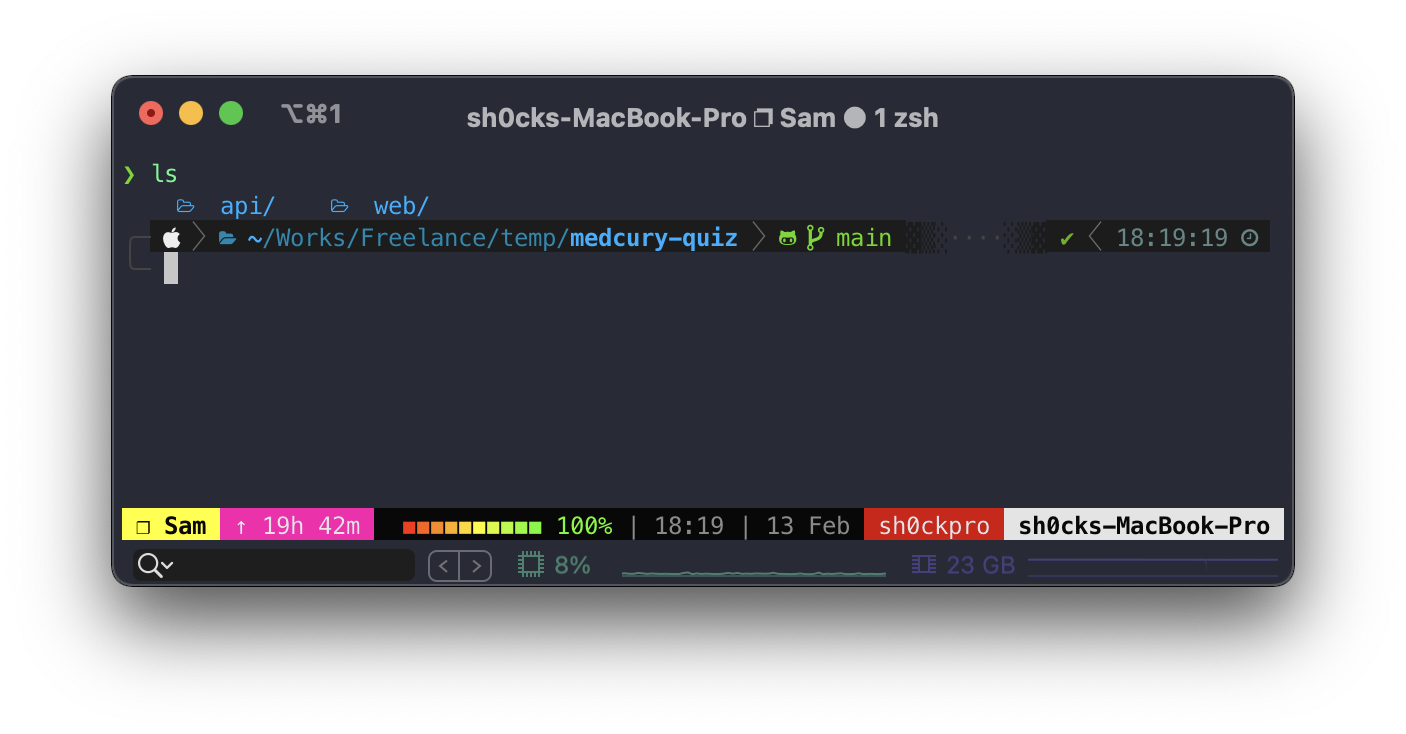 ⌥⌘1 sh0cks-MacBook-Pro ❐ Sam ● 1 zsh
❯ ls
api/ web/
~/Works/Freelance/temp/medcury-quiz main ···· ✔ 18:19:19
❐ Sam ↑ 19h 42m 100% | 18:19 | 13 Feb sh0ckpro sh0cks-MacBook-Pro
8% 23 GB